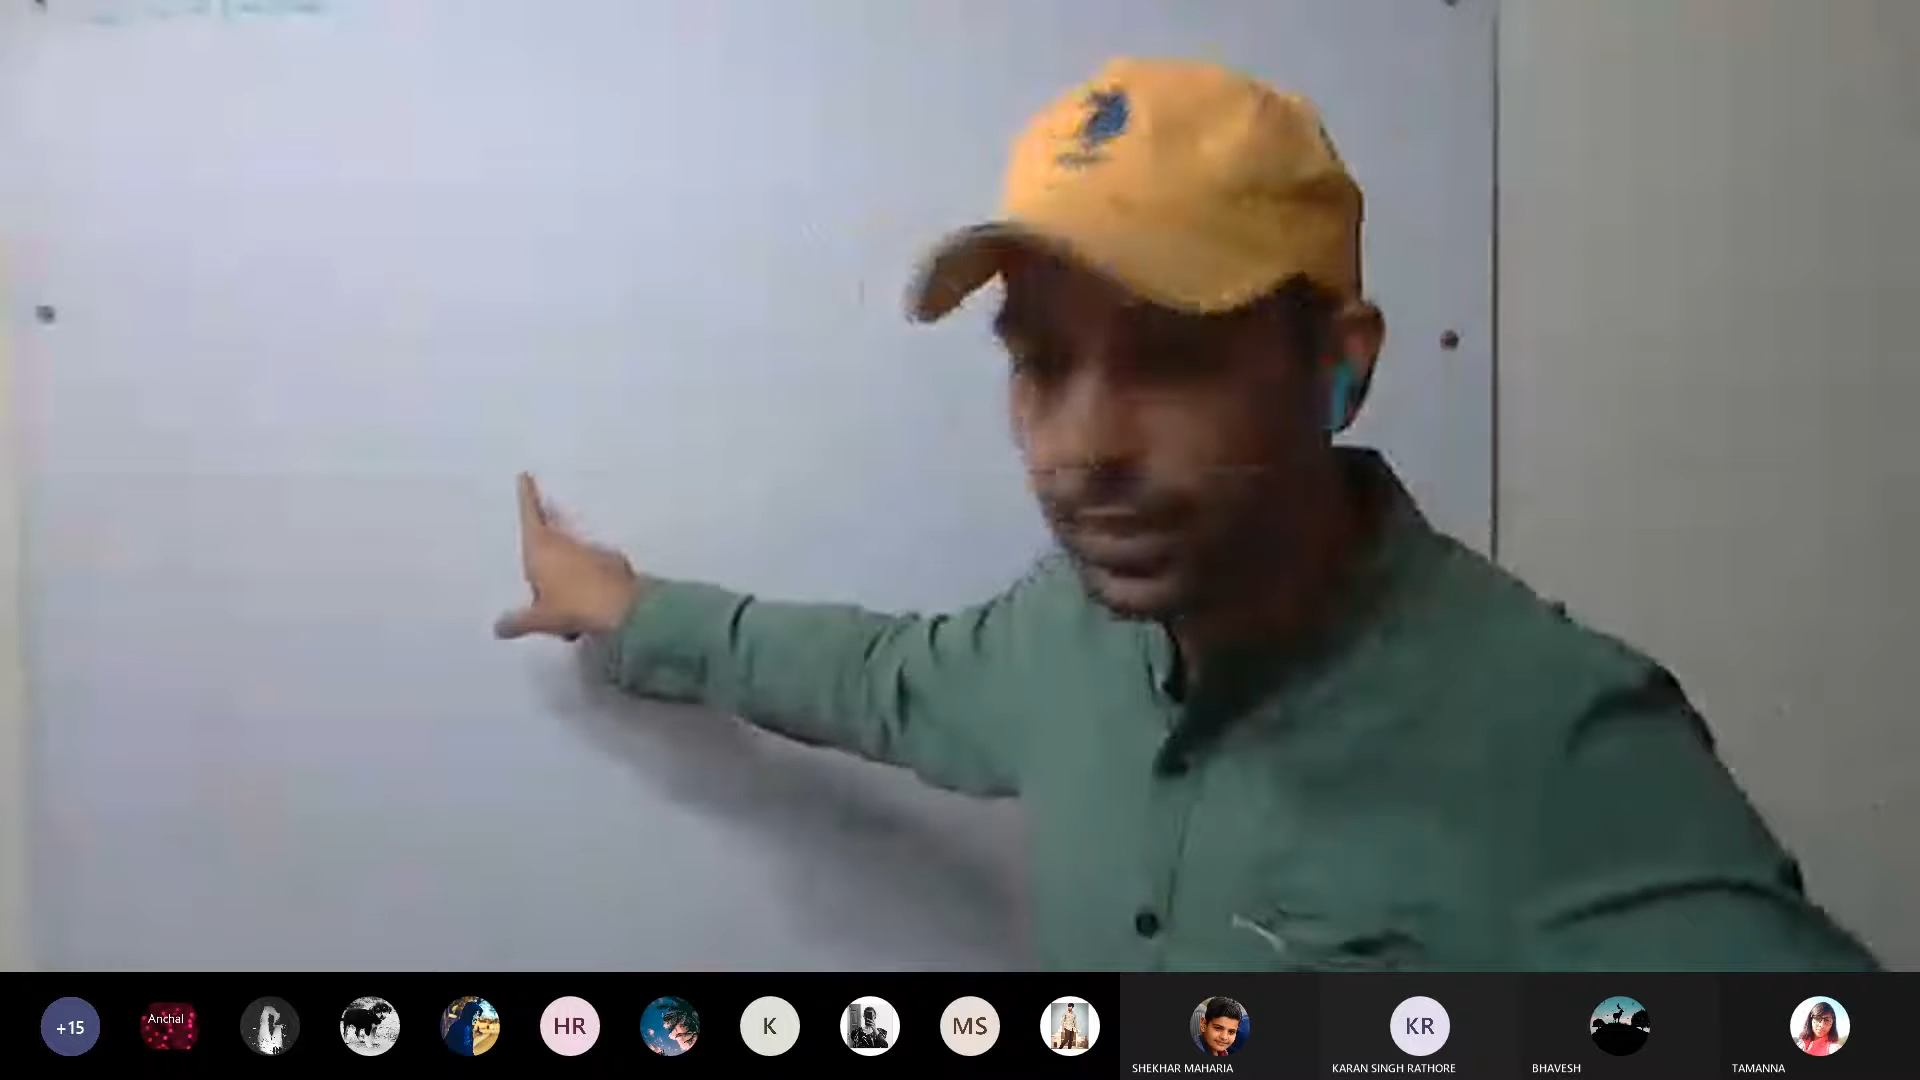 +15
Anchal
HR
K
MS
SHEKHAR MAHARIA
KR
KARAN SINGH RATHORE
BHAVESH
TAMANNA